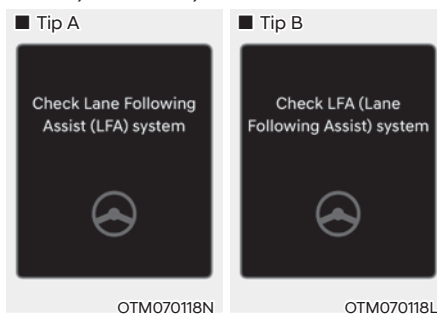 ■ Tip A
Check Lane Following
Assist (LFA) system
OTM070118N
■ Tip B
Check LFA (Lane
Following Assist) system
OTM070118L